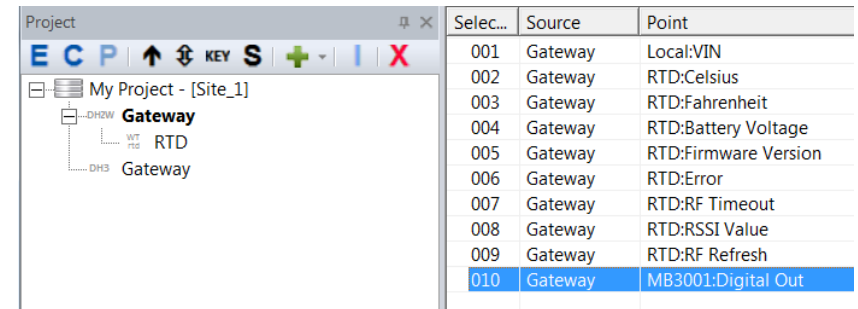 Project
E C P KEY S I X
My Project - [Site_1]
DH2W Gateway
WT rtd RTD
DH3 Gateway
Selec... Source Point
001 Gateway Local:VIN
002 Gateway RTD:Celsius
003 Gateway RTD:Fahrenheit
004 Gateway RTD:Battery Voltage
005 Gateway RTD:Firmware Version
006 Gateway RTD:Error
007 Gateway RTD:RF Timeout
008 Gateway RTD:RSSI Value
009 Gateway RTD:RF Refresh
010 Gateway MB3001:Digital Out